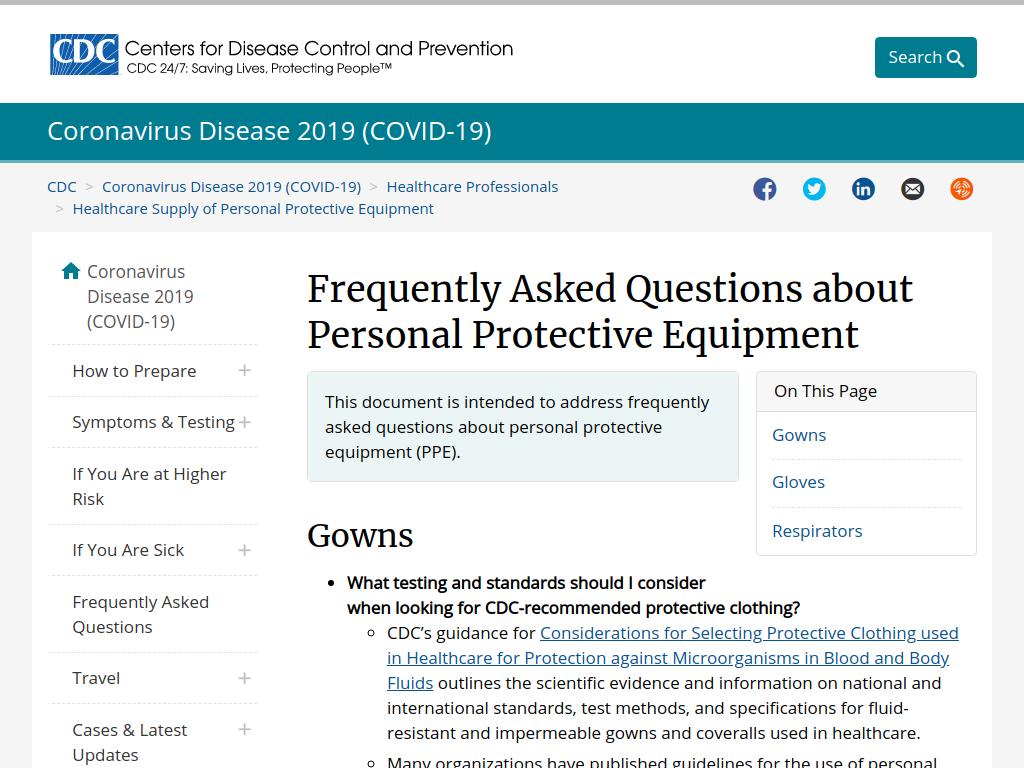 CDC Centers for Disease Control and Prevention
CDC 24/7: Saving Lives, Protecting People™
Search
Coronavirus Disease 2019 (COVID-19)
CDC > Coronavirus Disease 2019 (COVID-19) > Healthcare Professionals
> Healthcare Supply of Personal Protective Equipment
Coronavirus
Disease 2019
(COVID-19)
How to Prepare +
Symptoms & Testing +
If You Are at Higher
Risk
If You Are Sick +
Frequently Asked
Questions
Travel +
Cases & Latest +
Updates
Frequently Asked Questions about
Personal Protective Equipment
This document is intended to address frequently
asked questions about personal protective
equipment (PPE).
On This Page
Gowns
Gloves
Respirators
Gowns
• What testing and standards should I consider
when looking for CDC-recommended protective clothing?
◦ CDC’s guidance for Considerations for Selecting Protective Clothing used
in Healthcare for Protection against Microorganisms in Blood and Body
Fluids outlines the scientific evidence and information on national and
international standards, test methods, and specifications for fluid-
resistant and impermeable gowns and coveralls used in healthcare.
◦ Many organizations have published guidelines for the use of personal